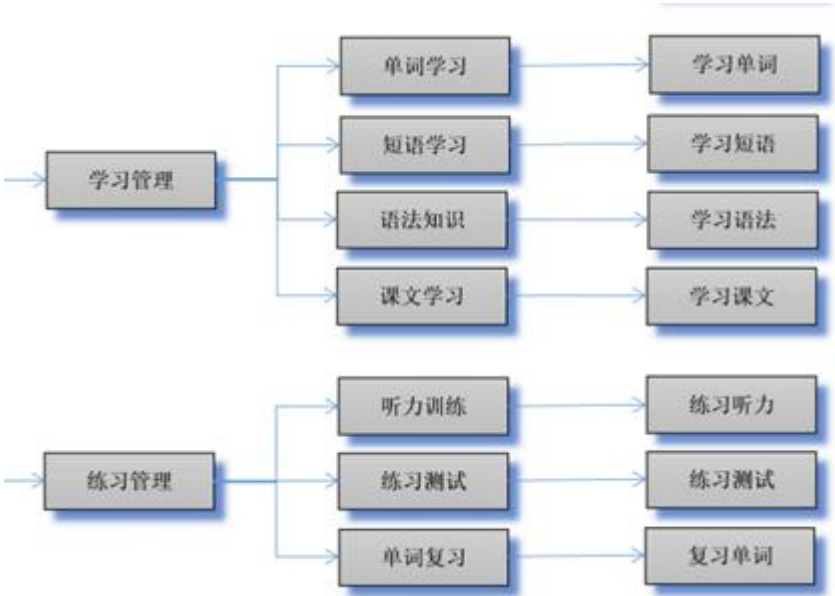 单词学习
学习单词
短语学习
学习短语
学习管理
语法知识
学习语法
课文学习
学习课文
听力训练
练习听力
练习管理
练习测试
练习测试
单词复习
复习单词